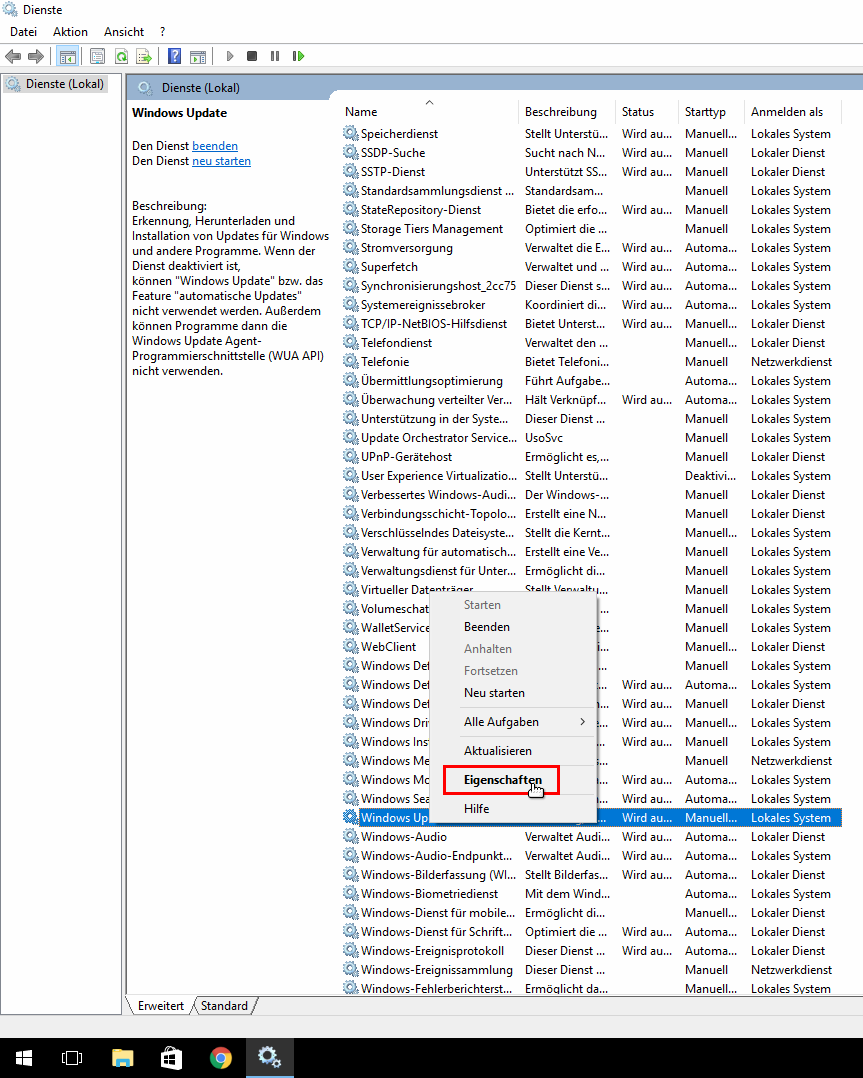 Dienste
Datei Aktion Ansicht ?
Dienste (Lokal)
Dienste (Lokal)
Windows Update
Den Dienst beenden
Den Dienst neu starten
Beschreibung:
Erkennung, Herunterladen und
Installation von Updates für Windows
und andere Programme. Wenn der
Dienst deaktiviert ist,
können "Windows Update" bzw. das
Feature "automatische Updates"
nicht verwendet werden. Außerdem
können Programme dann die
Windows Update Agent-
Programmierschnittstelle (WUA API)
nicht verwenden.
Name Beschreibung Status Starttyp Anmelden als
Speicherdienst Stellt Unterstü... Wird au... Manuell... Lokales System
SSDP-Suche Sucht nach N... Wird au... Manuell Lokaler Dienst
SSTP-Dienst Unterstützt SS... Wird au... Manuell Lokaler Dienst
Standardsammlungsdienst ... Standardsam... Manuell Lokales System
StateRepository-Dienst Bietet die erfo... Wird au... Manuell Lokales System
Storage Tiers Management Optimiert die ... Manuell Lokales System
Stromversorgung Verwaltet die E... Wird au... Automa... Lokales System
Superfetch Verwaltet und ... Wird au... Automa... Lokales System
Synchronisierungshost_2cc75 Dieser Dienst s... Wird au... Automa... Lokales System
Systemereignissebroker Koordiniert di... Wird au... Automa... Lokales System
TCP/IP-NetBIOS-Hilfsdienst Bietet Unterst... Wird au... Manuell... Lokaler Dienst
Telefondienst Verwaltet den ... Manuell... Lokaler Dienst
Telefonie Bietet Telefoni... Manuell Netzwerkdienst
Übermittlungsoptimierung Führt Aufgabe... Automa... Lokales System
Überwachung verteilter Ver... Hält Verknüpf... Wird au... Automa... Lokales System
Unterstützung in der Syste... Dieser Dienst ... Manuell Lokales System
Update Orchestrator Service... UsoSvc Manuell Lokales System
UPnP-Gerätehost Ermöglicht es,... Manuell Lokaler Dienst
User Experience Virtualizatio... Stellt Unterstü... Deaktivi... Lokales System
Verbessertes Windows-Audi... Der Windows-... Manuell Lokaler Dienst
Verbindungsschicht-Topolo... Erstellt eine N... Manuell Lokaler Dienst
Verschlüsselndes Dateisyste... Stellt die Kernt... Manuell... Lokales System
Verwaltung für automatisch... Erstellt eine Ve... Manuell Lokales System
Verwaltungsdienst für Unter... Ermöglicht di... Manuell Lokales System
Virtueller Datenträger Stellt Verwaltu... Manuell Lokales System
Volumeschat Manuell Lokales System
WalletService e... Manuell Lokales System
WebClient i... Manuell... Lokaler Dienst
Windows Def ... Manuell Lokales System
Windows Def ... Wird au... Automa... Lokales System
Windows Def ... Wird au... Manuell Lokaler Dienst
Windows Dri e... Wird au... Manuell... Lokales System
Windows Ins ... Wird au... Manuell Lokales System
Windows Me s... Manuell Netzwerkdienst
Windows Mo ... Wird au... Automa... Lokales System
Windows Sea ... Wird au... Automa... Lokales System
Windows Up ... Wird au... Manuell... Lokales System
Windows-Audio Verwaltet Audi... Wird au... Automa... Lokaler Dienst
Windows-Audio-Endpunkt... Verwaltet Audi... Wird au... Automa... Lokales System
Windows-Bilderfassung (WI... Stellt Bilderfas... Wird au... Automa... Lokaler Dienst
Windows-Biometriedienst Mit dem Wind... Automa... Lokales System
Windows-Dienst für mobile... Ermöglicht di... Manuell... Lokaler Dienst
Windows-Dienst für Schrift... Optimiert die ... Wird au... Automa... Lokaler Dienst
Windows-Ereignisprotokoll Dieser Dienst ... Wird au... Automa... Lokaler Dienst
Windows-Ereignissammlung Dieser Dienst ... Manuell Netzwerkdienst
Windows-Fehlerberichterst... Ermöglicht da... Manuell... Lokales System
Starten
Beenden
Anhalten
Fortsetzen
Neu starten
Alle Aufgaben
Aktualisieren
Eigenschaften
Hilfe
Erweitert Standard